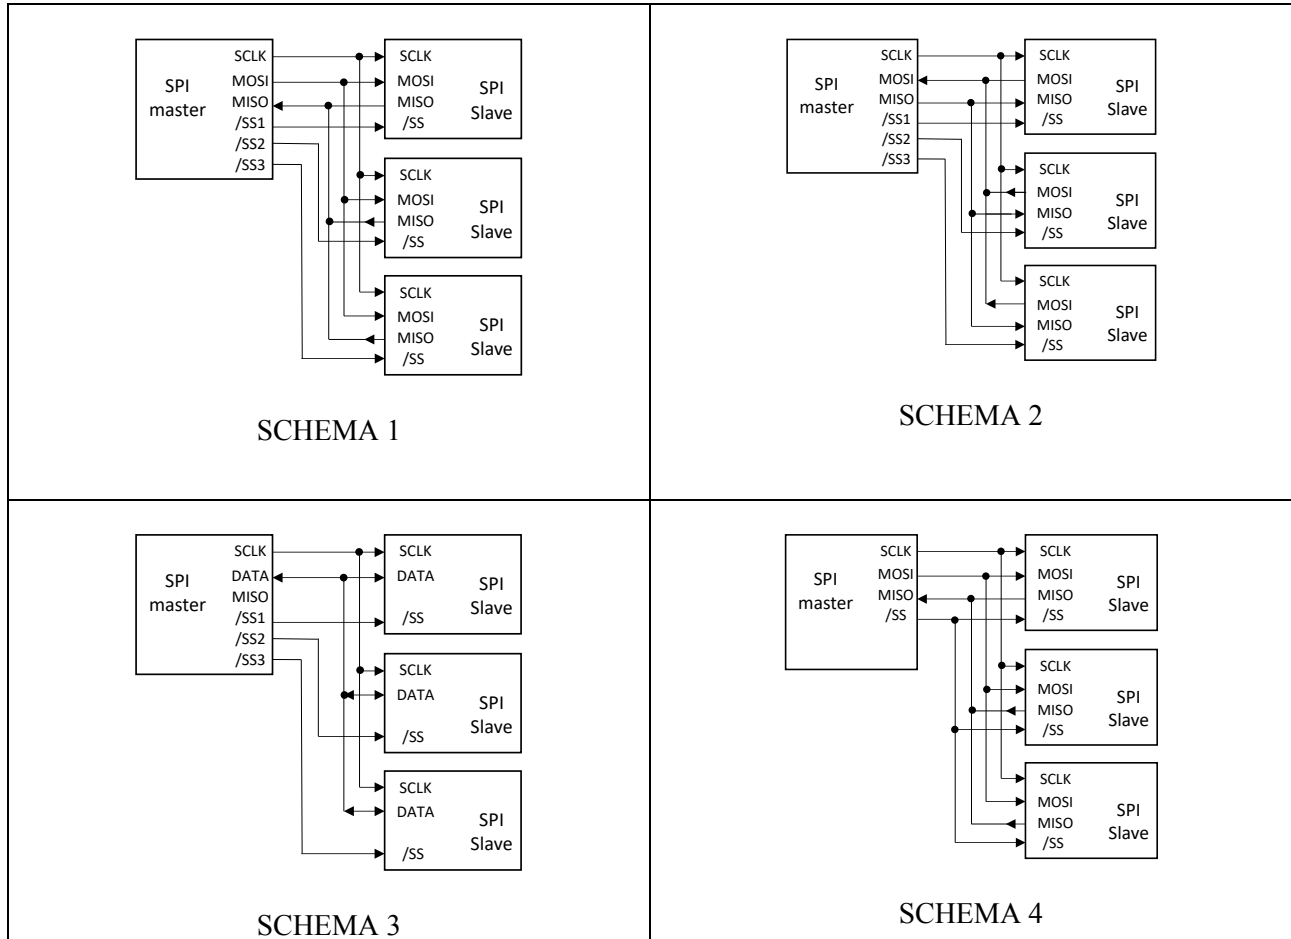 SPI
master
SCLK
MOSI
MISO
/SS1
/SS2
/SS3
SCLK
MOSI
MISO
/SS
SPI
Slave
SCLK
MOSI
MISO
/SS
SPI
Slave
SCLK
MOSI
MISO
/SS
SPI
Slave
SCHEMA 1
SPI
master
SCLK
MOSI
MISO
/SS1
/SS2
/SS3
SCLK
MOSI
MISO
/SS
SPI
Slave
SCLK
MOSI
MISO
/SS
SPI
Slave
SCLK
MOSI
MISO
/SS
SPI
Slave
SCHEMA 2
SPI
master
SCLK
DATA
MISO
/SS1
/SS2
/SS3
SCLK
DATA
/SS
SPI
Slave
SCLK
DATA
/SS
SPI
Slave
SCLK
DATA
/SS
SPI
Slave
SCHEMA 3
SPI
master
SCLK
MOSI
MISO
/SS
SCLK
MOSI
MISO
/SS
SPI
Slave
SCLK
MOSI
MISO
/SS
SPI
Slave
SCLK
MOSI
MISO
/SS
SPI
Slave
SCHEMA 4